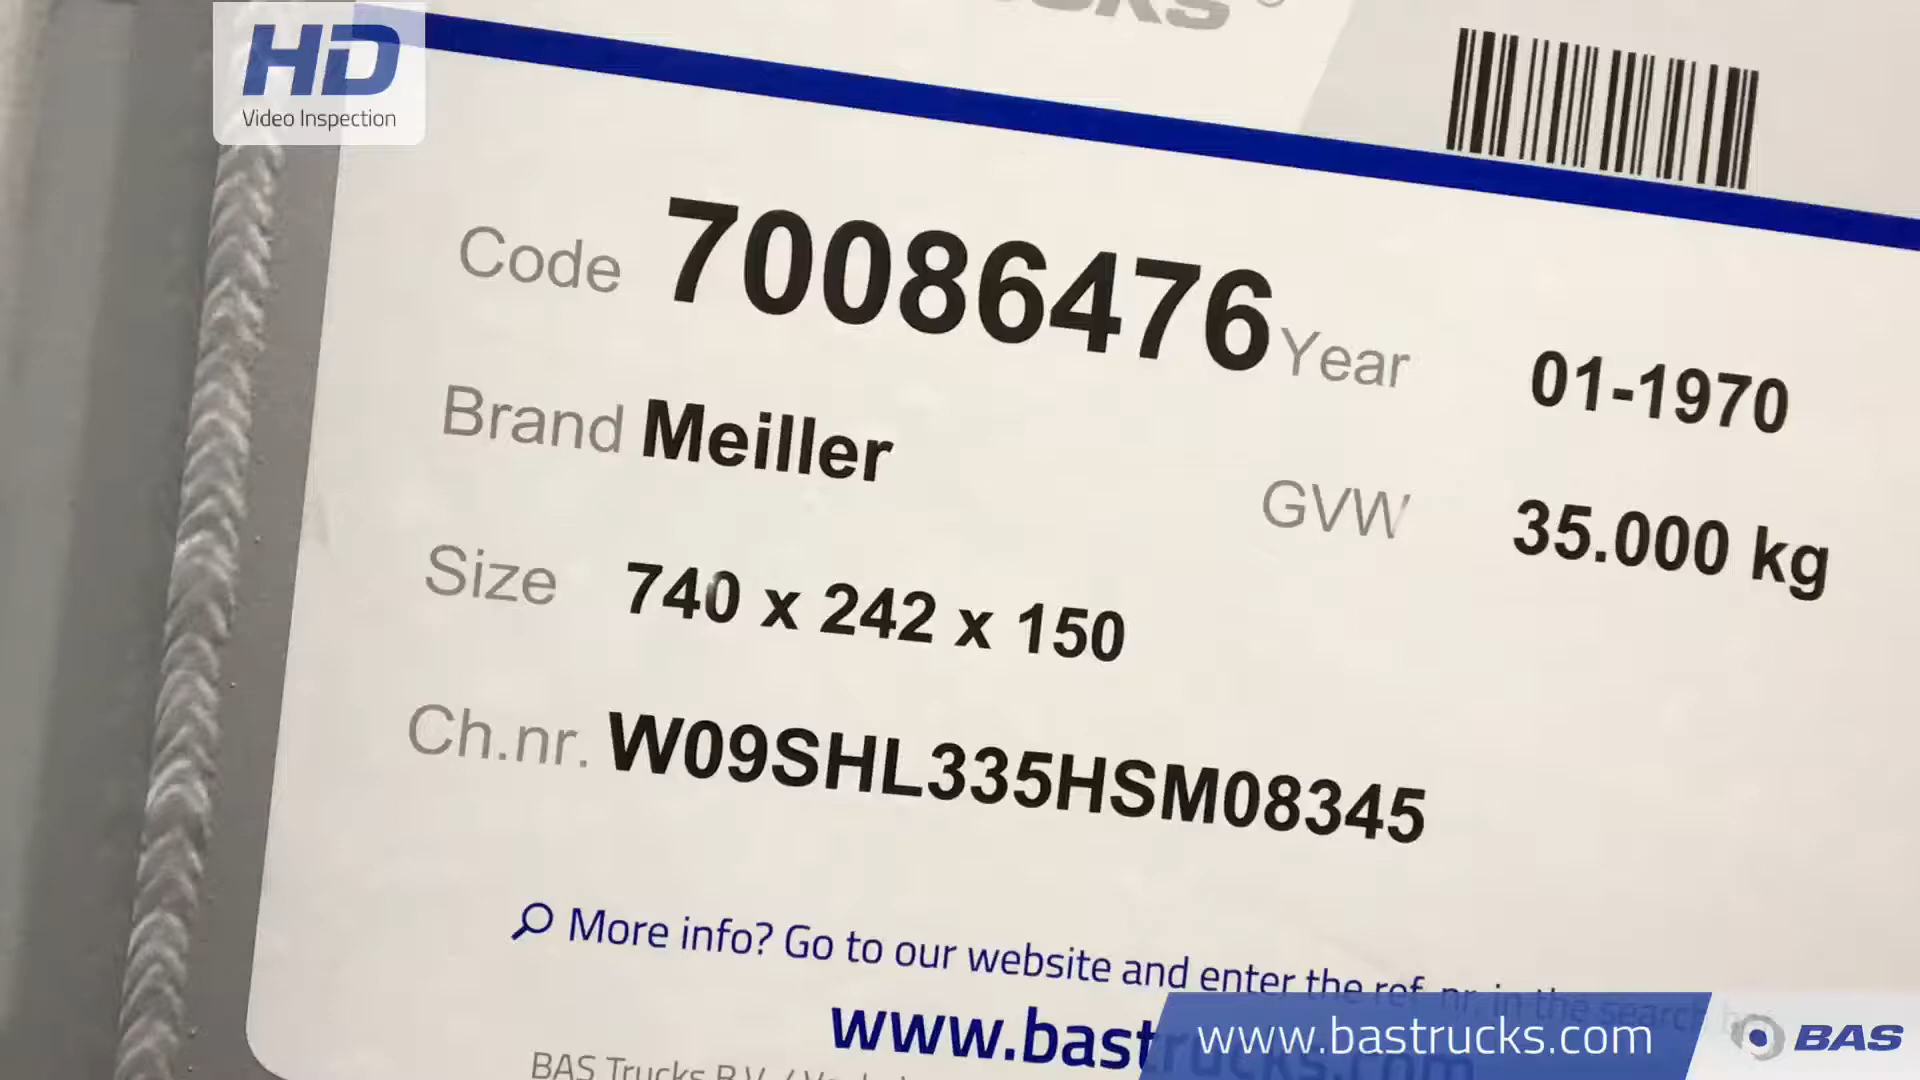 HD
Video Inspection
Code 70086476
Year 01-1970
Brand Meiller
GVW 35.000 kg
Size 740 x 242 x 150
Ch.nr. W09SHL335HSM08345
More info? Go to our website and enter the ref. nr. in the search
www.bastrucks.com
BAS Trucks B.V. /
www.bastrucks.com
BAS